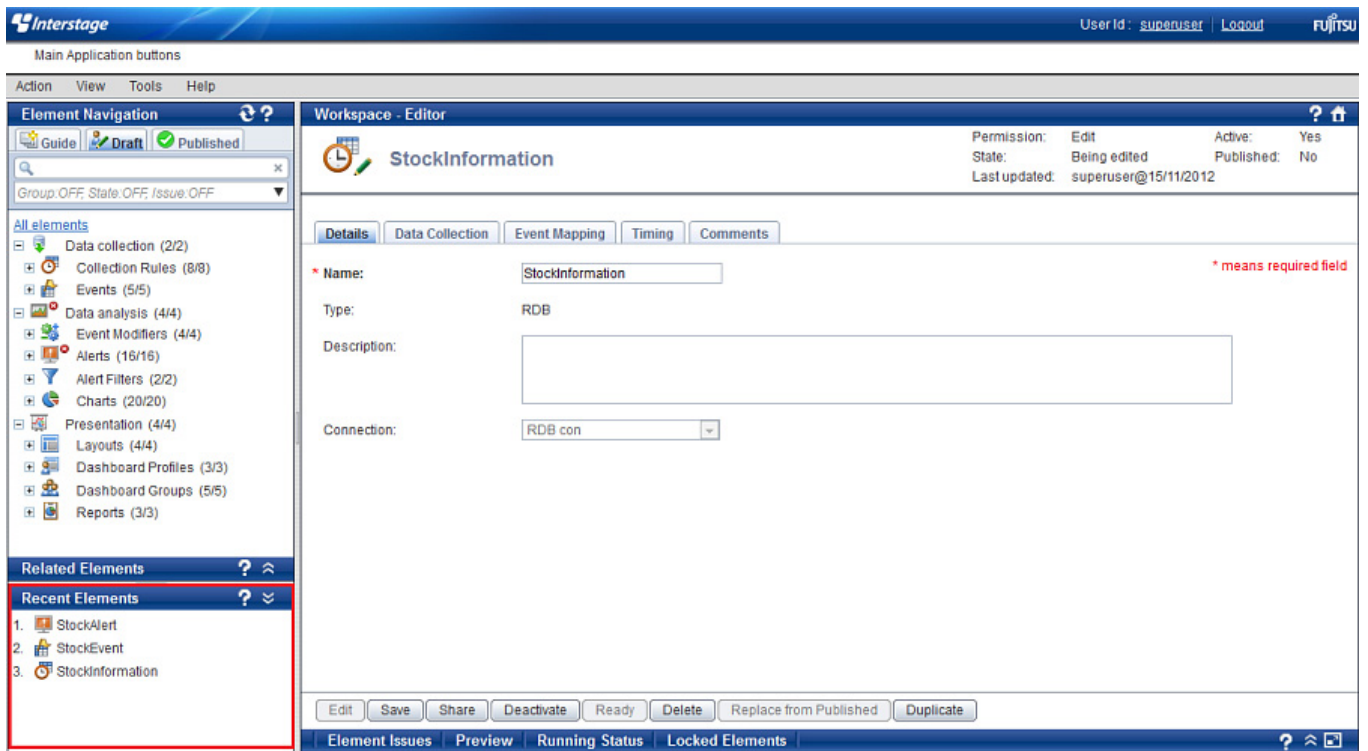 Interstage
User Id : superuser | Logout
FUJITSU
Main Application buttons
Action View Tools Help
Element Navigation ?
Guide Draft Published
Group:OFF, State:OFF, Issue:OFF
All elements
Data collection (2/2)
Collection Rules (8/8)
Events (5/5)
Data analysis (4/4)
Event Modifiers (4/4)
Alerts (16/16)
Alert Filters (2/2)
Charts (20/20)
Presentation (4/4)
Layouts (4/4)
Dashboard Profiles (3/3)
Dashboard Groups (5/5)
Reports (3/3)
Related Elements ?
Recent Elements ?
1. StockAlert
2. StockEvent
3. StockInformation
Workspace - Editor ?
StockInformation
Permission: Edit Active: Yes
State: Being edited Published: No
Last updated: superuser@15/11/2012
Details Data Collection Event Mapping Timing Comments
* Name: StockInformation
* means required field
Type: RDB
Description:
Connection: RDB con
Edit Save Share Deactivate Ready Delete Replace from Published Duplicate
Element Issues Preview Running Status Locked Elements ?